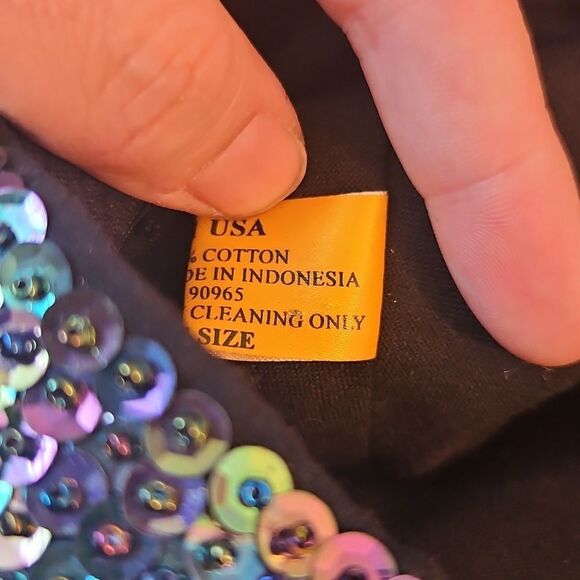 USA
% COTTON
DE IN INDONESIA
90965
CLEANING ONLY
SIZE